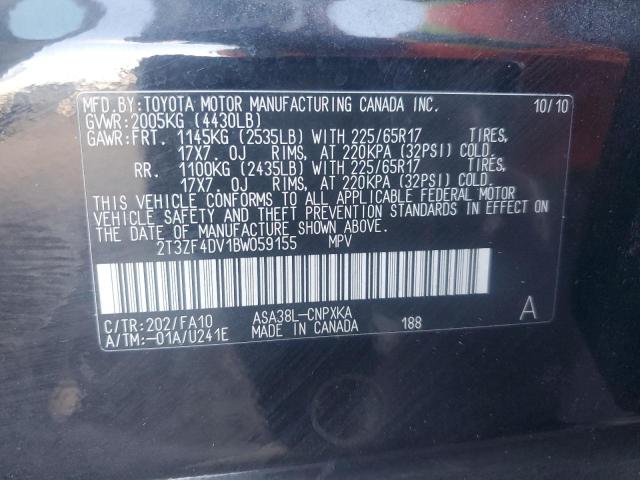 MFD.BY:TOYOTA MOTOR MANUFACTURING CANADA INC. 10/10
GVWR:2005KG (4430LB)
GAWR:FRT. 1145KG (2535LB) WITH 225/65R17 TIRES,
17X7. 0J RIMS, AT 220KPA (32PSI) COLD.
RR. 1100KG (2435LB) WITH 225/65R17 TIRES,
17X7. 0J RIMS, AT 220KPA (32PSI) COLD.
THIS VEHICLE CONFORMS TO ALL APPLICABLE FEDERAL MOTOR
VEHICLE SAFETY AND THEFT PREVENTION STANDARDS IN EFFECT ON
THE DATE OF MANUFACTURE SHOWN ABOVE.
2T3ZF4DV1BW059155 MPV
C/TR:202/FA10 ASA38L-CNPXKA A
A/TM:-01A/U241E MADE IN CANADA 188